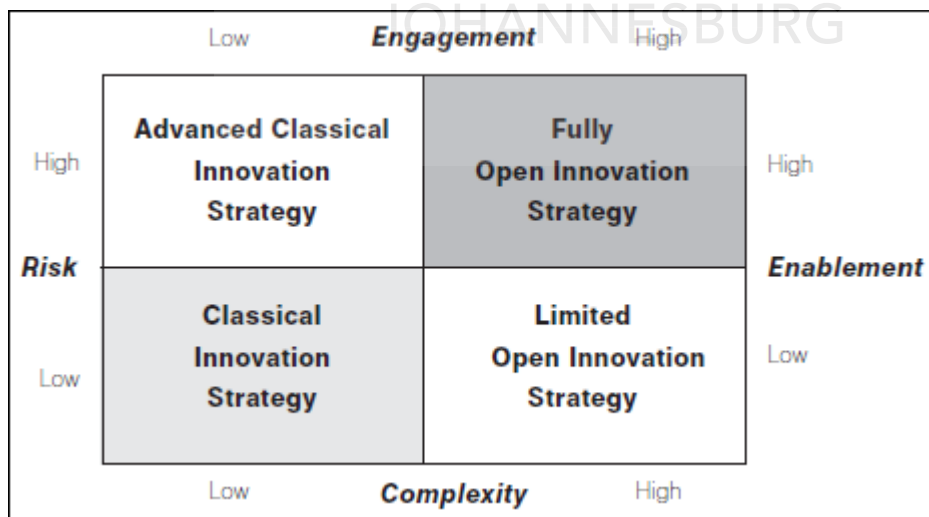 JOHANNESBURG
Low Engagement High
Advanced Classical
Innovation
Strategy
Fully
Open Innovation
Strategy
High
High
Risk
Enablement
Classical
Innovation
Strategy
Limited
Open Innovation
Strategy
Low
Low
Low Complexity High